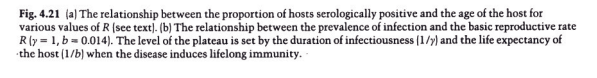 Fig. 4.21 (a) The relationship between the proportion of hosts serologically positive and the age of the host for
various values of R (see text). (b) The relationship between the prevalence of infection and the basic reproductive rate
R (γ = 1, b = 0.014). The level of the plateau is set by the duration of infectiousness (1/γ) and the life expectancy of
the host (1/b) when the disease induces lifelong immunity.